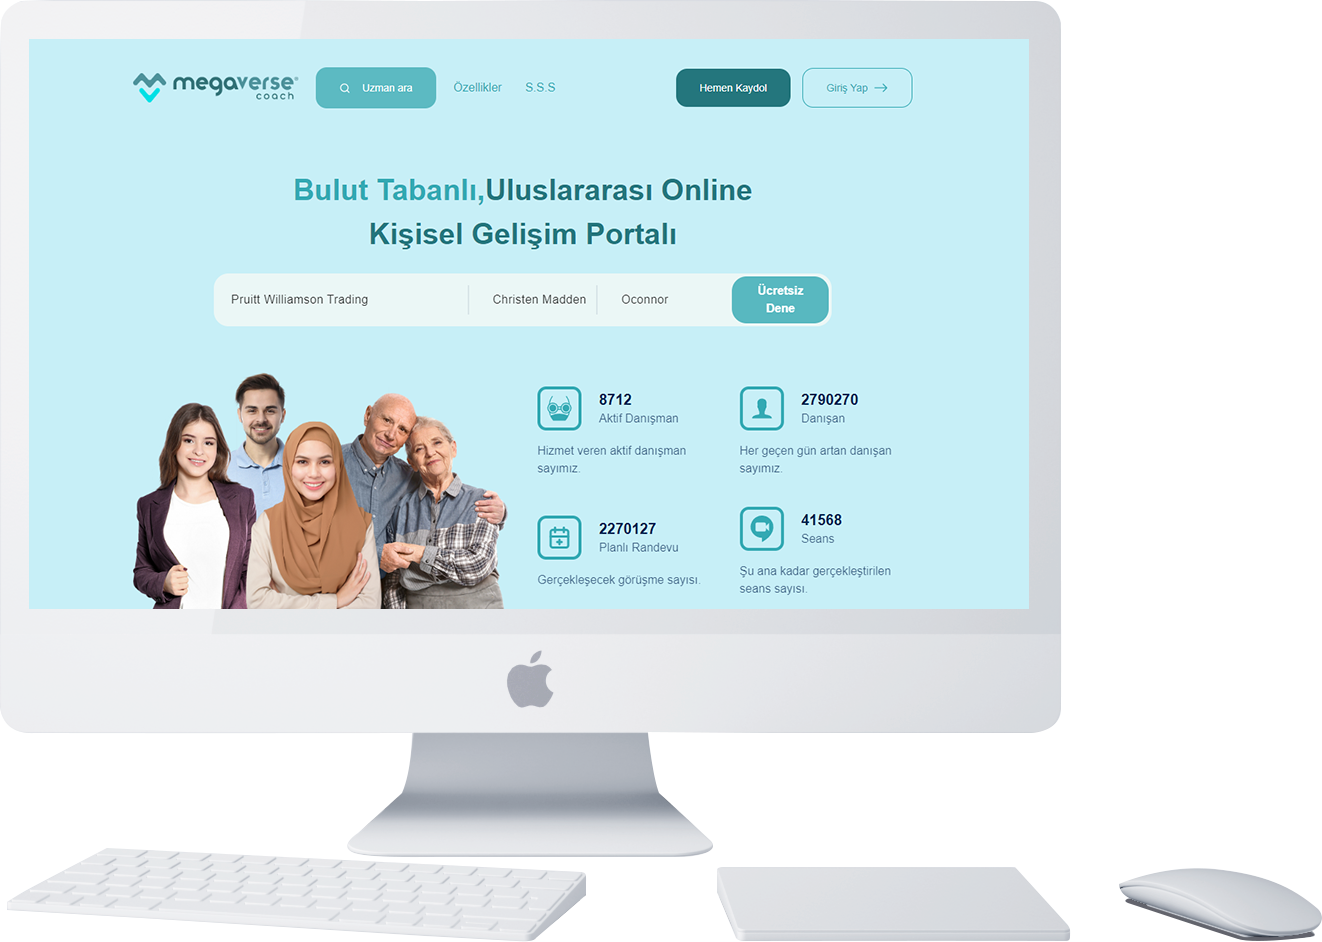 megaverse®
coach
Uzman ara
Özellikler
S.S.S
Hemen Kaydol
Giriş Yap
Bulut Tabanlı,Uluslararası Online
Kişisel Gelişim Portalı
Pruitt Williamson Trading
Christen Madden
Oconnor
Ücretsiz
Dene
8712
Aktif Danışman
Hizmet veren aktif danışman
sayımız.
2790270
Danışan
Her geçen gün artan danışan
sayımız.
2270127
Planlı Randevu
Gerçekleşecek görüşme sayısı.
41568
Seans
Şu ana kadar gerçekleştirilen
seans sayısı.